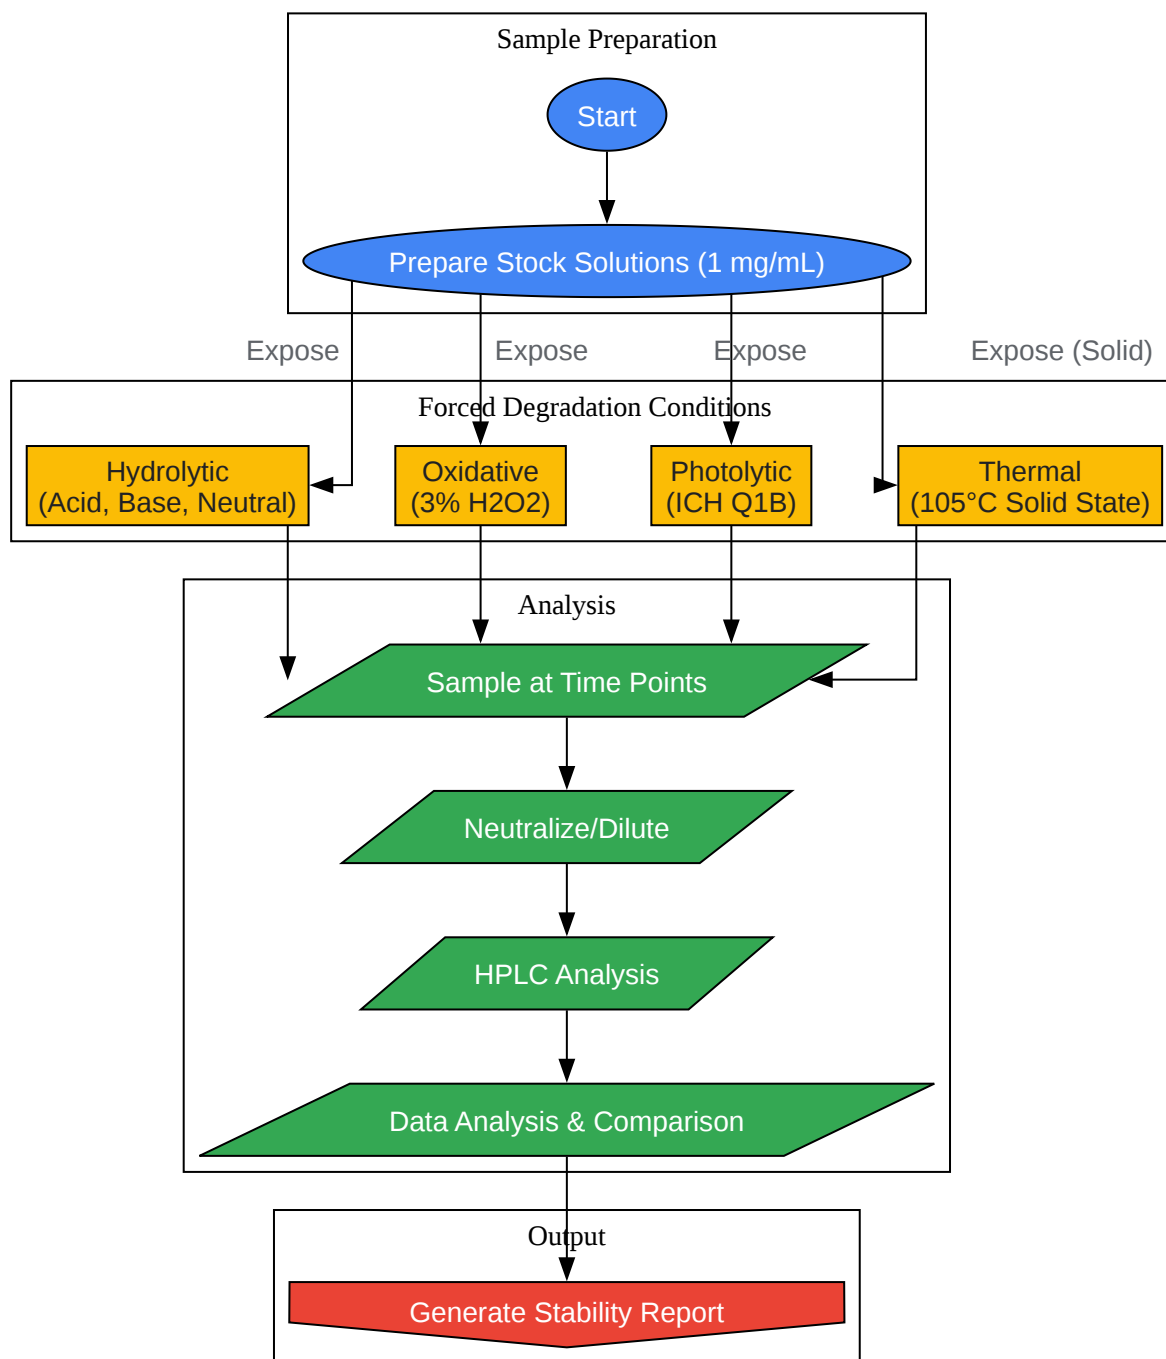 Sample Preparation
Start
Prepare Stock Solutions (1 mg/mL)
Expose
Expose
Expose
Expose (Solid)
Forced Degradation Conditions
Hydrolytic
(Acid, Base, Neutral)
Oxidative
(3% H2O2)
Photolytic
(ICH Q1B)
Thermal
(105°C Solid State)
Analysis
Sample at Time Points
Neutralize/Dilute
HPLC Analysis
Data Analysis & Comparison
Output
Generate Stability Report